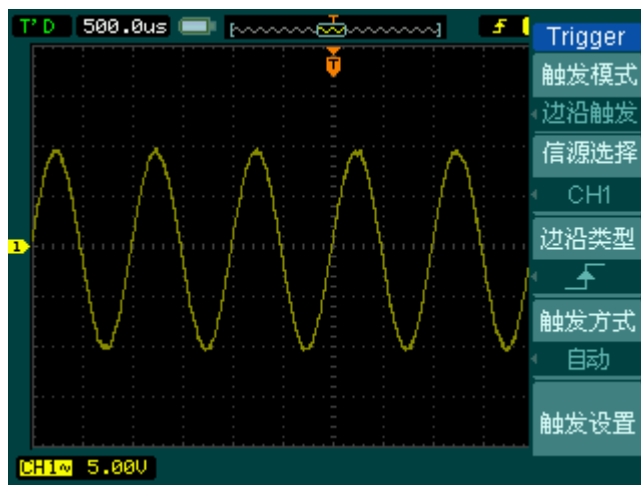 T'D 500.0us
T
T
1
CH1~ 5.00V
Trigger
触发模式
边沿触发
信源选择
CH1
边沿类型
触发方式
自动
触发设置